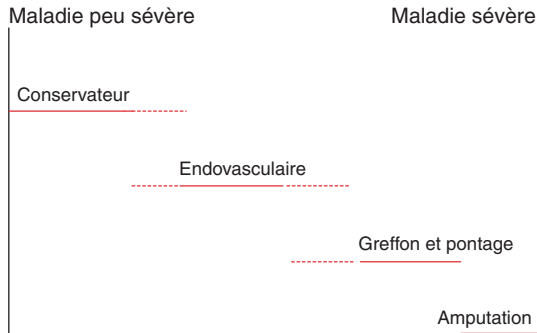 Maladie peu sévère
Maladie sévère
Conservateur
Endovasculaire
Greffon et pontage
Amputation